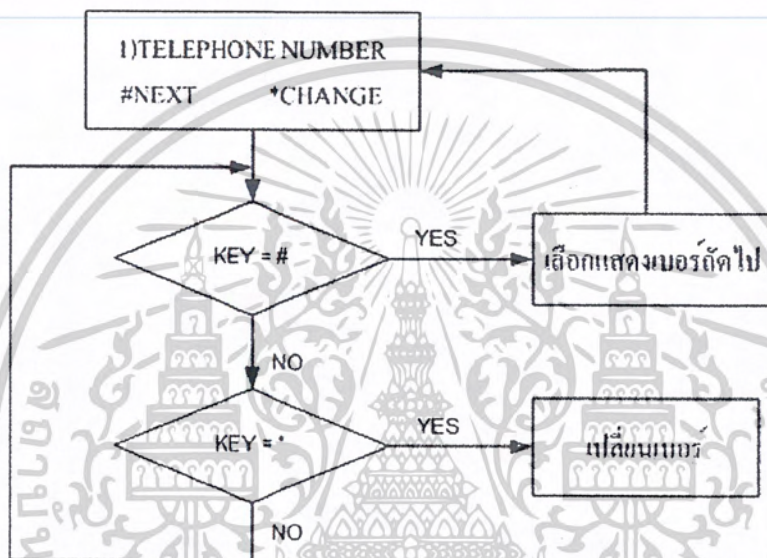 1)TELEPHONE NUMBER
#NEXT *CHANGE
KEY = #
YES
เลือกแสดงเบอร์ถัดไป
NO
KEY = *
YES
เปลี่ยนเบอร์
NO